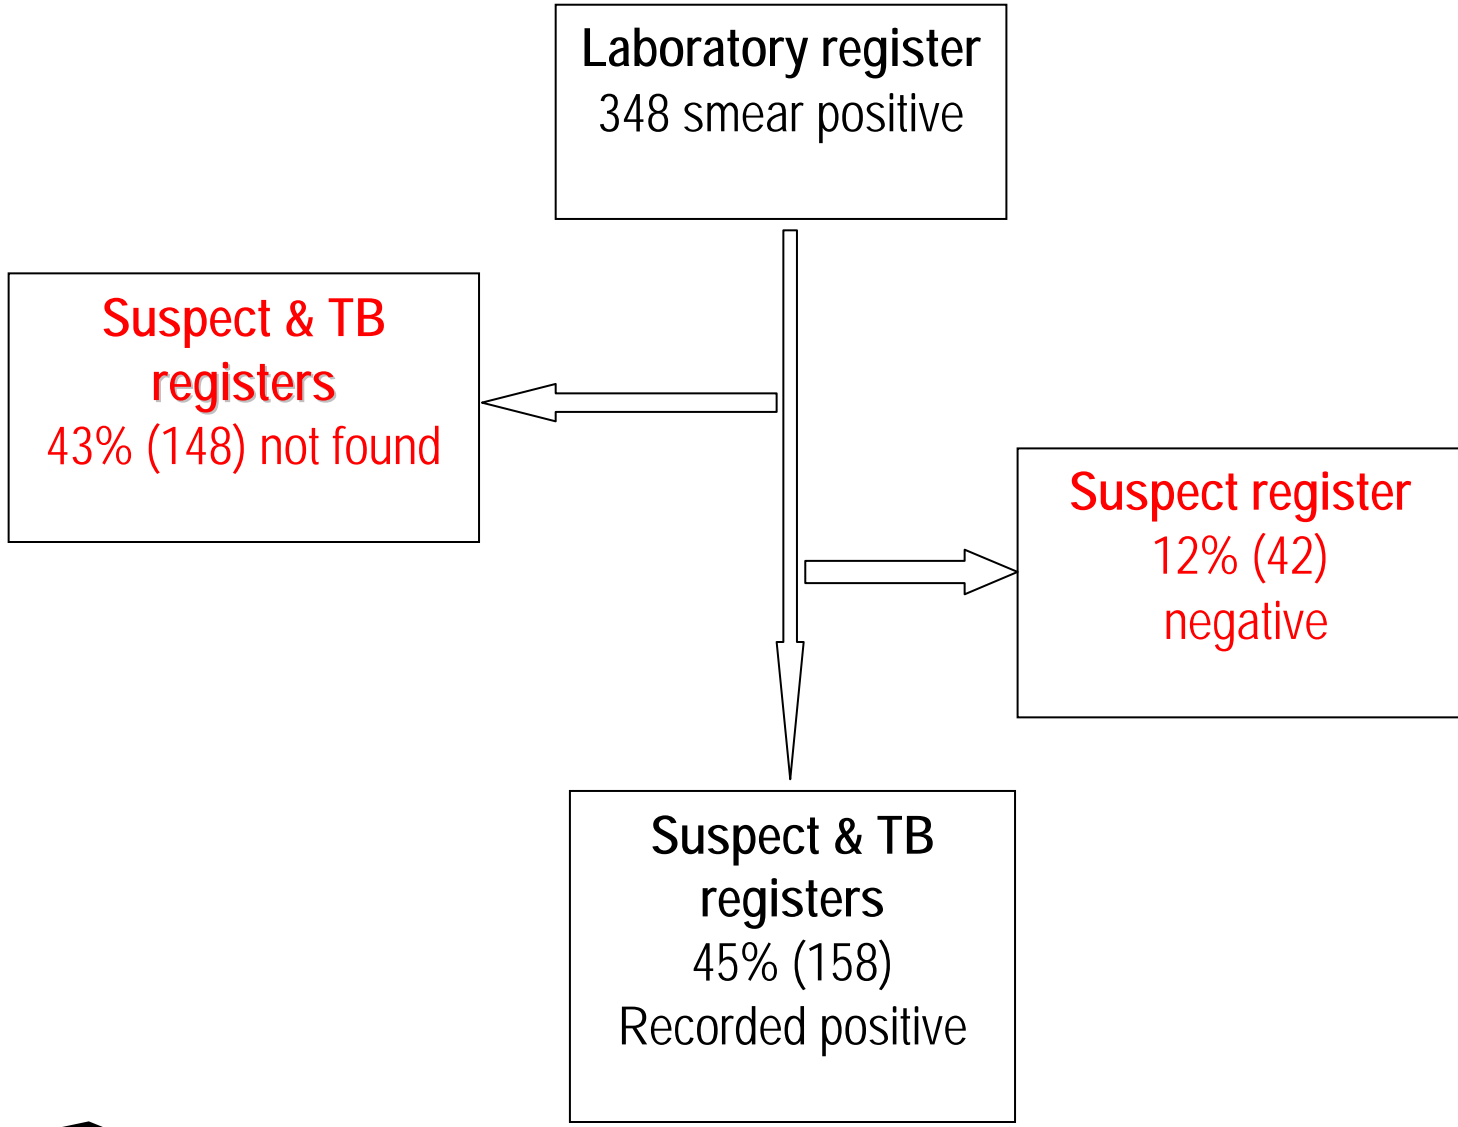 Laboratory register
348 smear positive
Suspect & TB
registers
43% (148) not found
Suspect register
12% (42)
negative
Suspect & TB
registers
45% (158)
Recorded positive